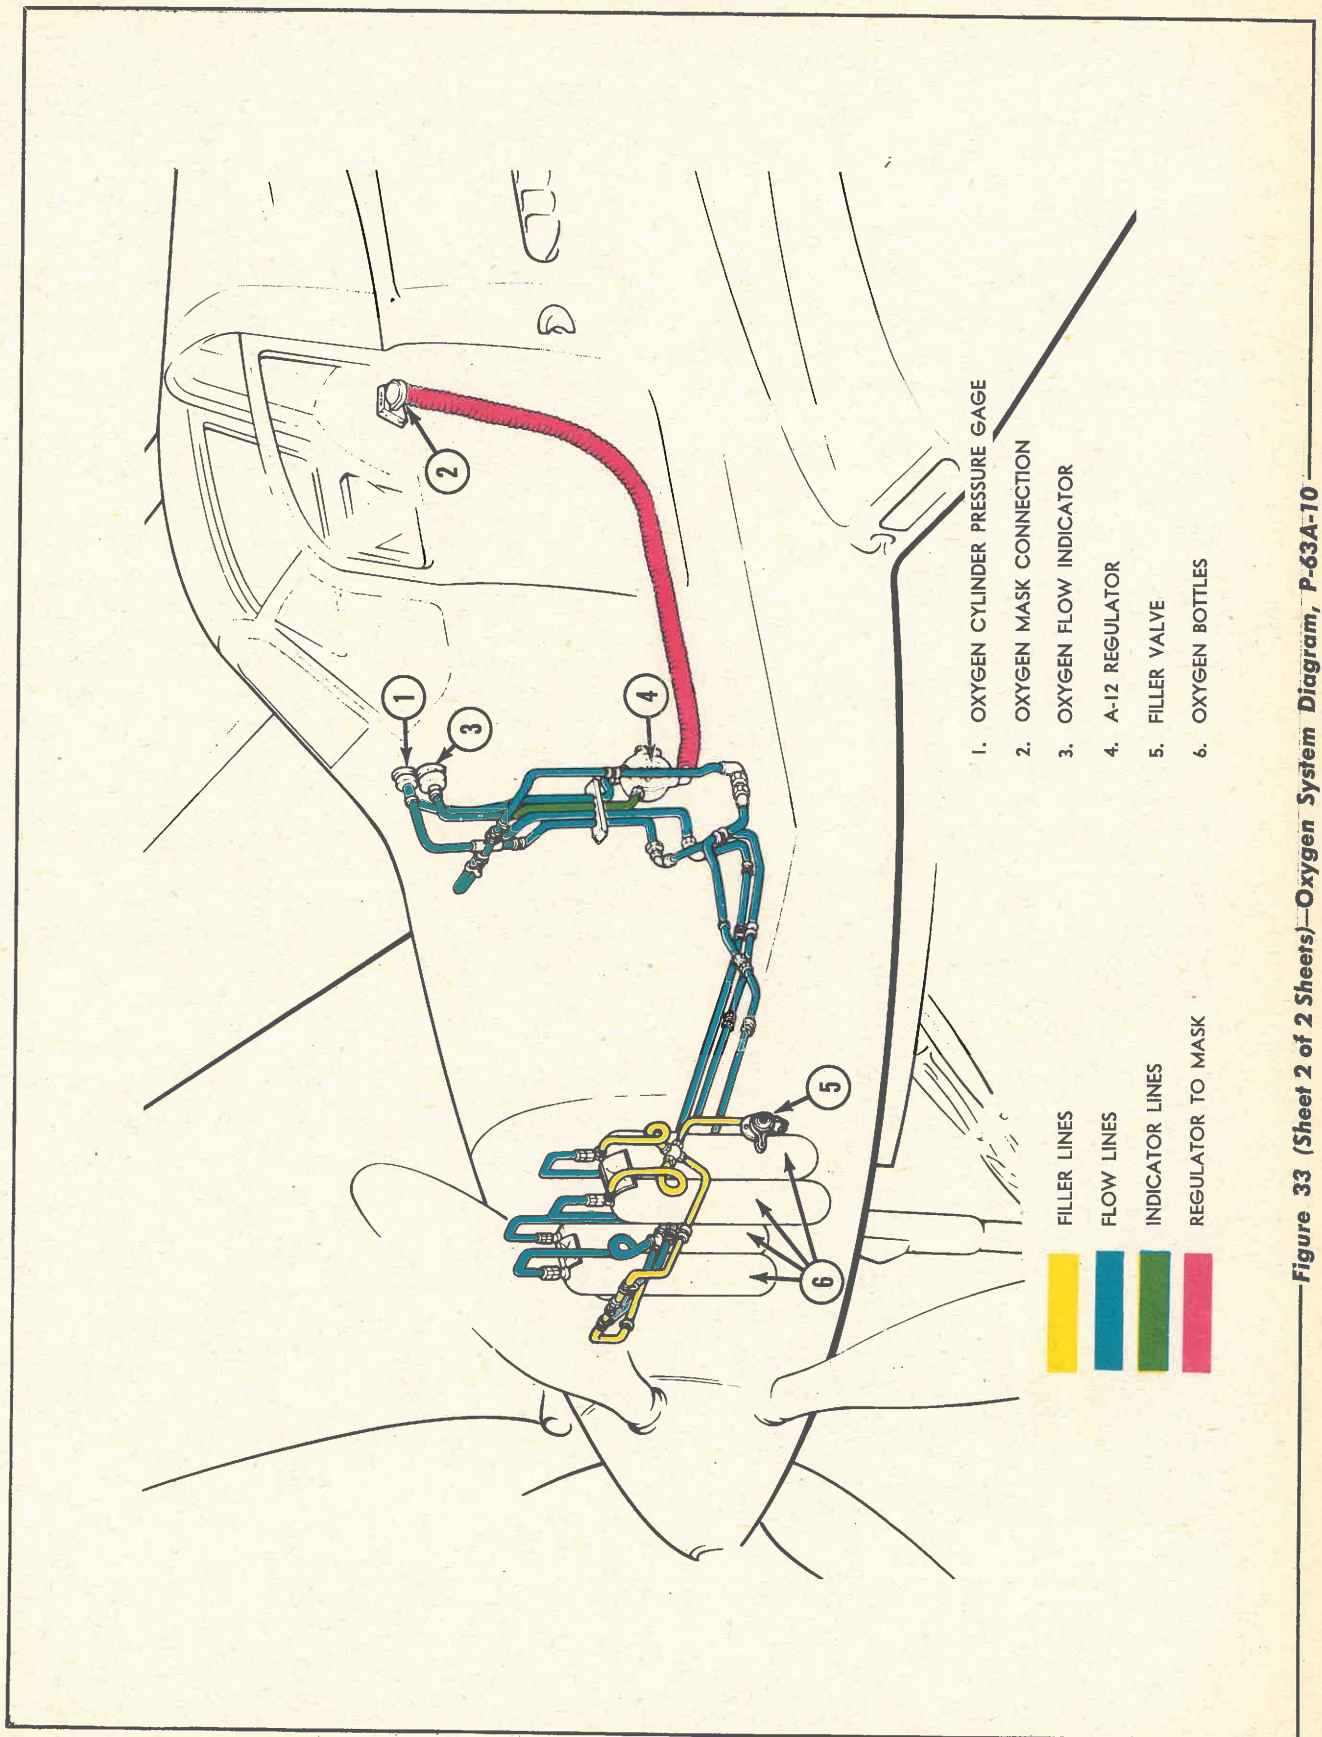 1
2
3
4
5
6
1. OXYGEN CYLINDER PRESSURE GAGE
2. OXYGEN MASK CONNECTION
3. OXYGEN FLOW INDICATOR
4. A-12 REGULATOR
5. FILLER VALVE
6. OXYGEN BOTTLES
FILLER LINES
FLOW LINES
INDICATOR LINES
REGULATOR TO MASK
Figure 33 (Sheet 2 of 2 Sheets)—Oxygen System Diagram, P-63A-10